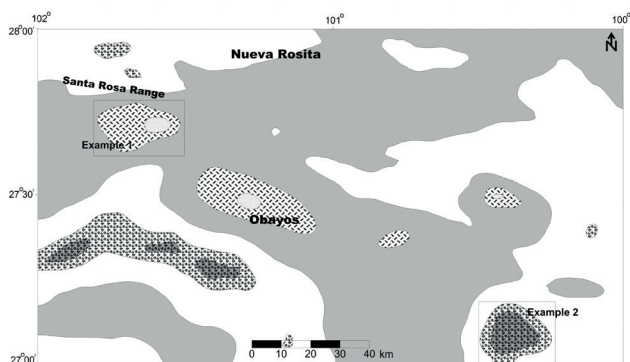 102° 101° 100°
28°00'
N
Nueva Rosita
Santa Rosa Range
Example 1
27°30'
Obayos
Example 2
27°00'
0 10 20 30 40 km